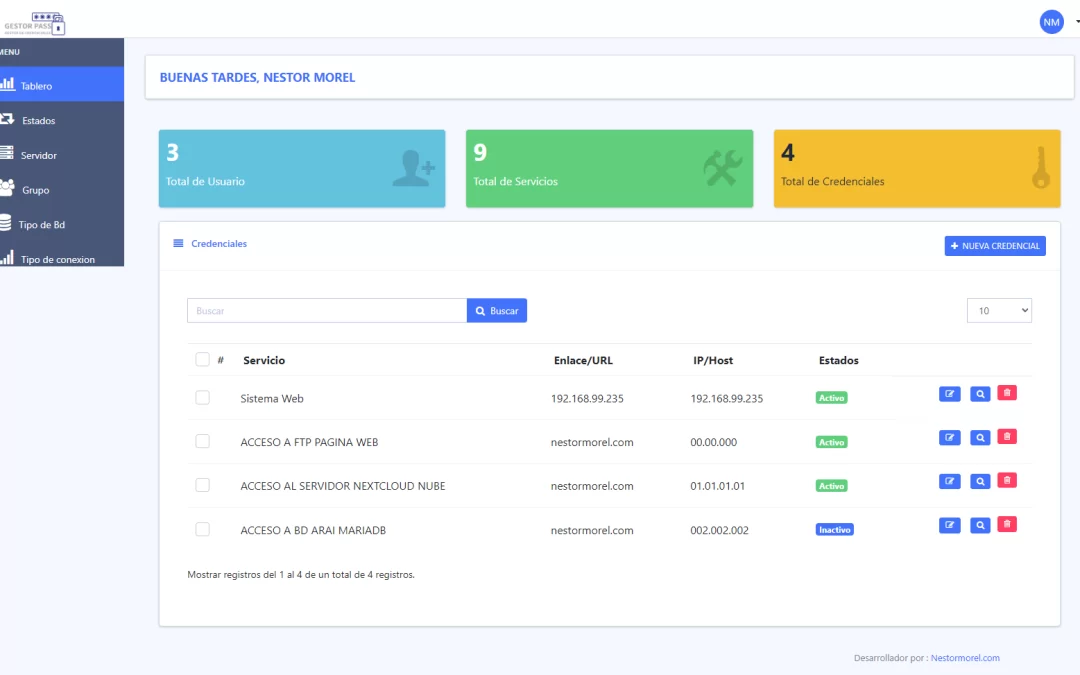 GESTOR PASS
NM
MENU
BUENAS TARDES, NESTOR MOREL
Tablero
Estados
Servidor
Grupo
Tipo de Bd
Tipo de conexion
3
Total de Usuario
9
Total de Servicios
4
Total de Credenciales
Credenciales
NUEVA CREDENCIAL
Buscar
Buscar
10
# Servicio Enlace/URL IP/Host Estados
Sistema Web 192.168.99.235 192.168.99.235 Activo
ACCESO A FTP PAGINA WEB nestormorel.com 00.00.000 Activo
ACCESO AL SERVIDOR NEXTCLOUD NUBE nestormorel.com 01.01.01.01 Activo
ACCESO A BD ARAI MARIADB nestormorel.com 002.002.002 Inactivo
Mostrar registros del 1 al 4 de un total de 4 registros.
Desarrollador por : Nestormorel.com